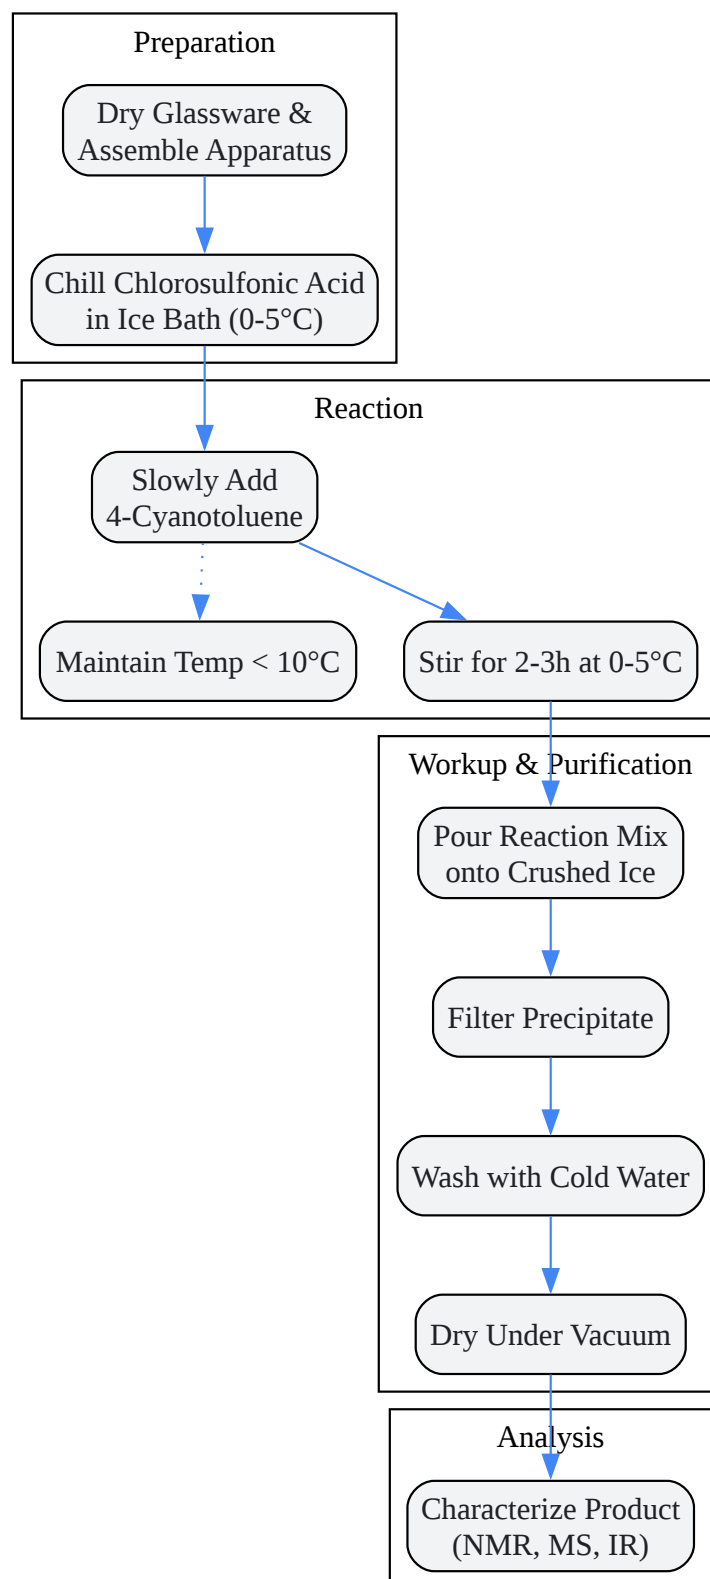 Preparation
Dry Glassware &
Assemble Apparatus
Chill Chlorosulfonic Acid
in Ice Bath (0-5°C)
Reaction
Slowly Add
4-Cyanotoluene
Maintain Temp < 10°C
Stir for 2-3h at 0-5°C
Workup & Purification
Pour Reaction Mix
onto Crushed Ice
Filter Precipitate
Wash with Cold Water
Dry Under Vacuum
Analysis
Characterize Product
(NMR, MS, IR)